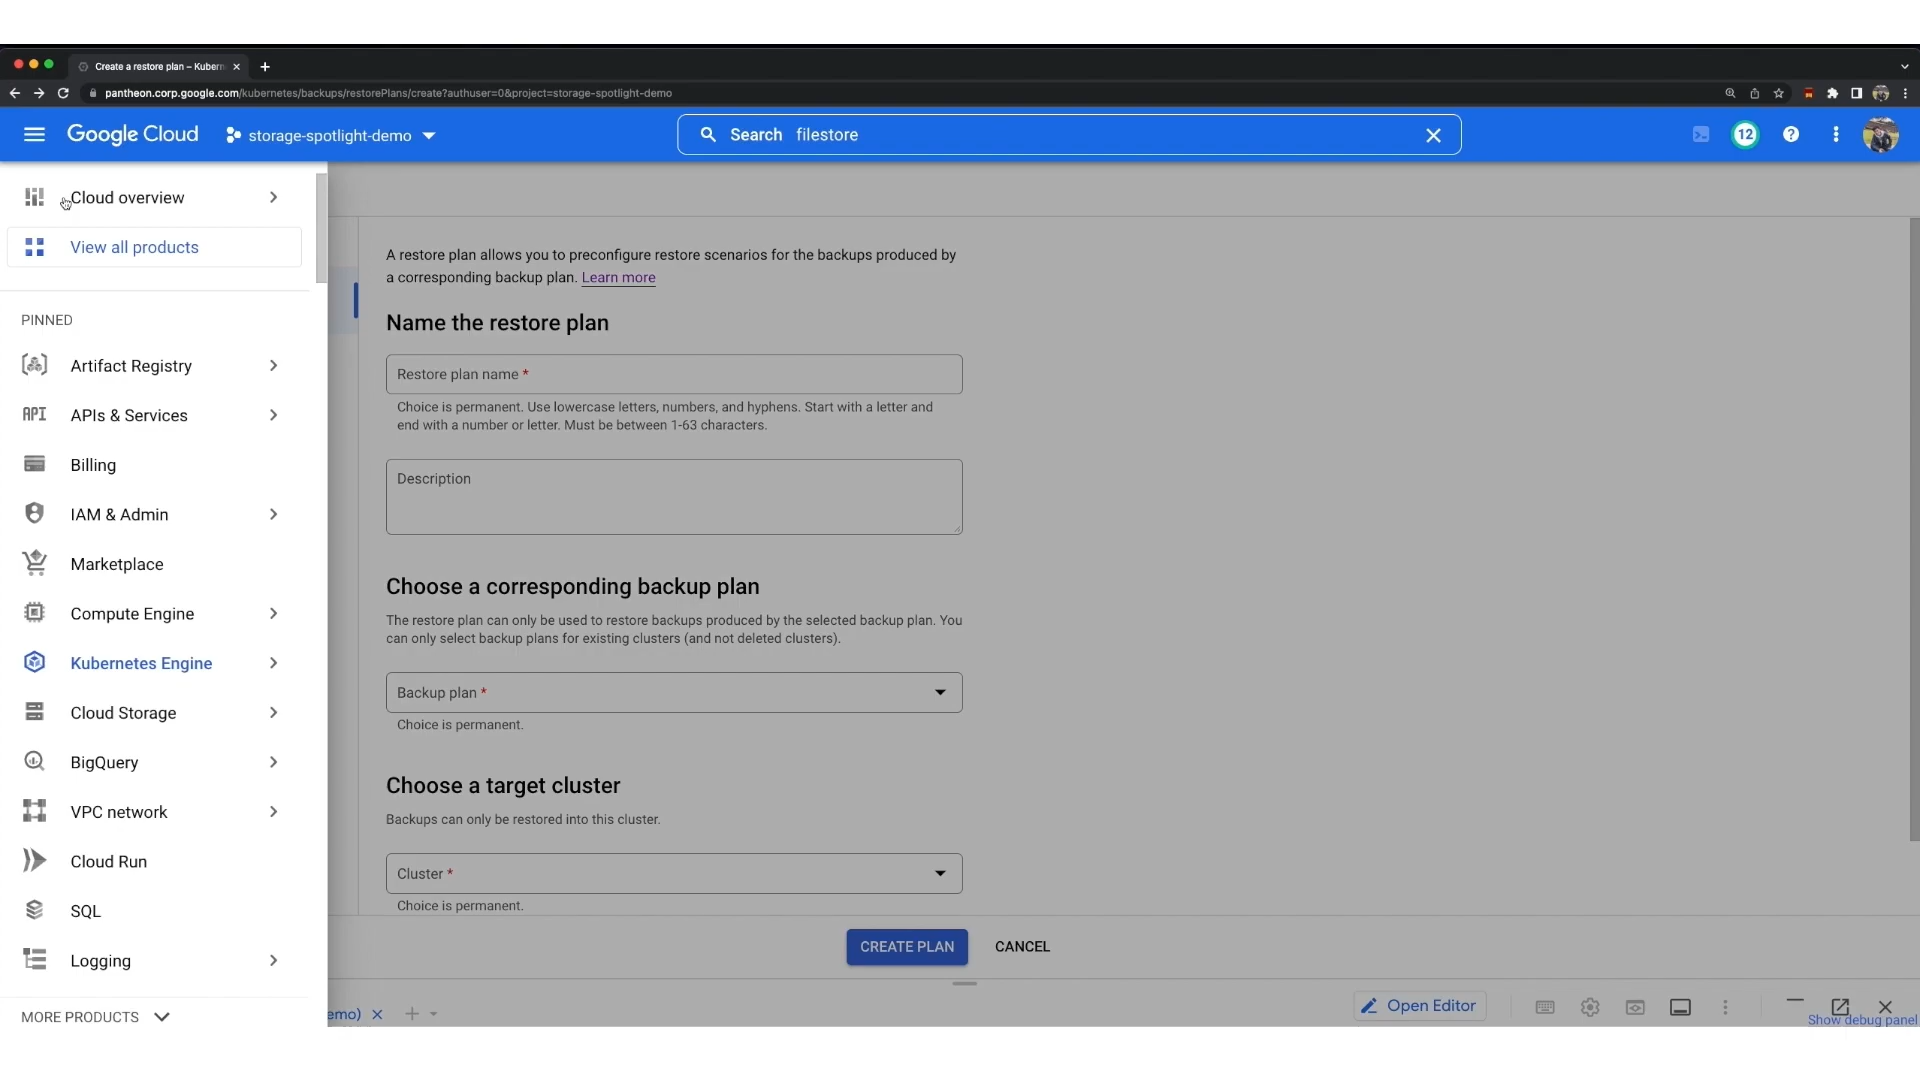 Create a restore plan – Kubern
pantheon.corp.google.com/kubernetes/backups/restorePlans/create?authuser=0&project=storage-spotlight-demo
Google Cloud
storage-spotlight-demo
Search filestore
12
Cloud overview
View all products
PINNED
Artifact Registry
API
APIs & Services
Billing
IAM & Admin
Marketplace
Compute Engine
Kubernetes Engine
Cloud Storage
BigQuery
VPC network
Cloud Run
SQL
Logging
MORE PRODUCTS
A restore plan allows you to preconfigure restore scenarios for the backups produced by
a corresponding backup plan. Learn more
Name the restore plan
Restore plan name *
Choice is permanent. Use lowercase letters, numbers, and hyphens. Start with a letter and
end with a number or letter. Must be between 1-63 characters.
Description
Choose a corresponding backup plan
The restore plan can only be used to restore backups produced by the selected backup plan. You
can only select backup plans for existing clusters (and not deleted clusters).
Backup plan *
Choice is permanent.
Choose a target cluster
Backups can only be restored into this cluster.
Cluster *
Choice is permanent.
CREATE PLAN
CANCEL
emo)
Open Editor
Show debug panel